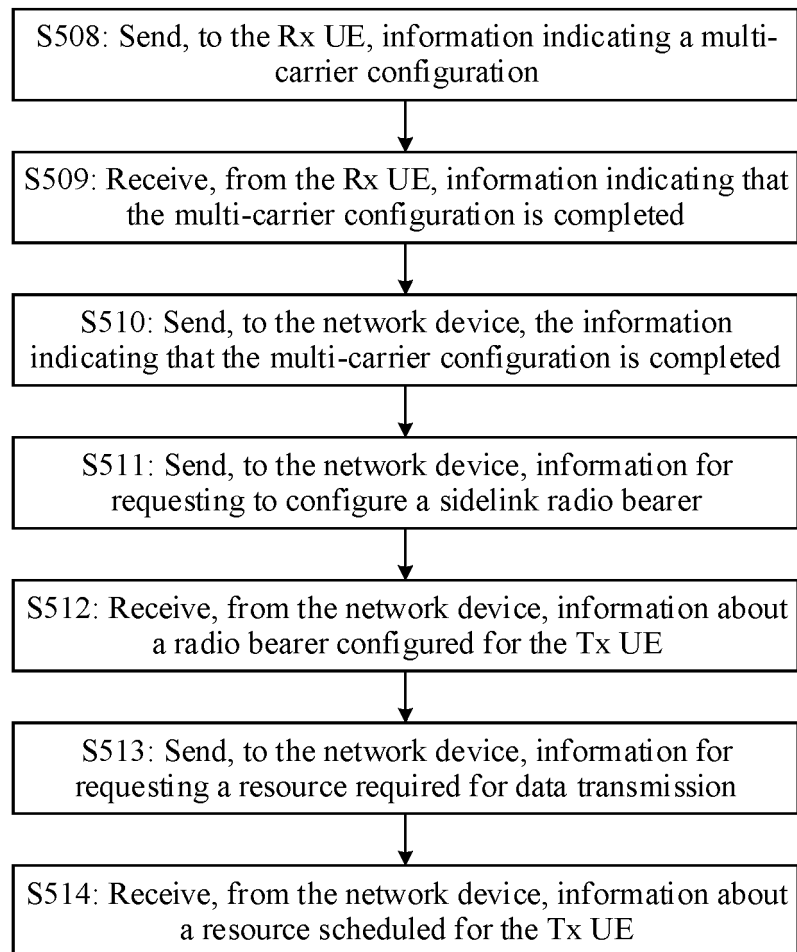 S508: Send, to the Rx UE, information indicating a multi-
carrier configuration
S509: Receive, from the Rx UE, information indicating that
the multi-carrier configuration is completed
S510: Send, to the network device, the information
indicating that the multi-carrier configuration is completed
S511: Send, to the network device, information for
requesting to configure a sidelink radio bearer
S512: Receive, from the network device, information about
a radio bearer configured for the Tx UE
S513: Send, to the network device, information for
requesting a resource required for data transmission
S514: Receive, from the network device, information about
a resource scheduled for the Tx UE